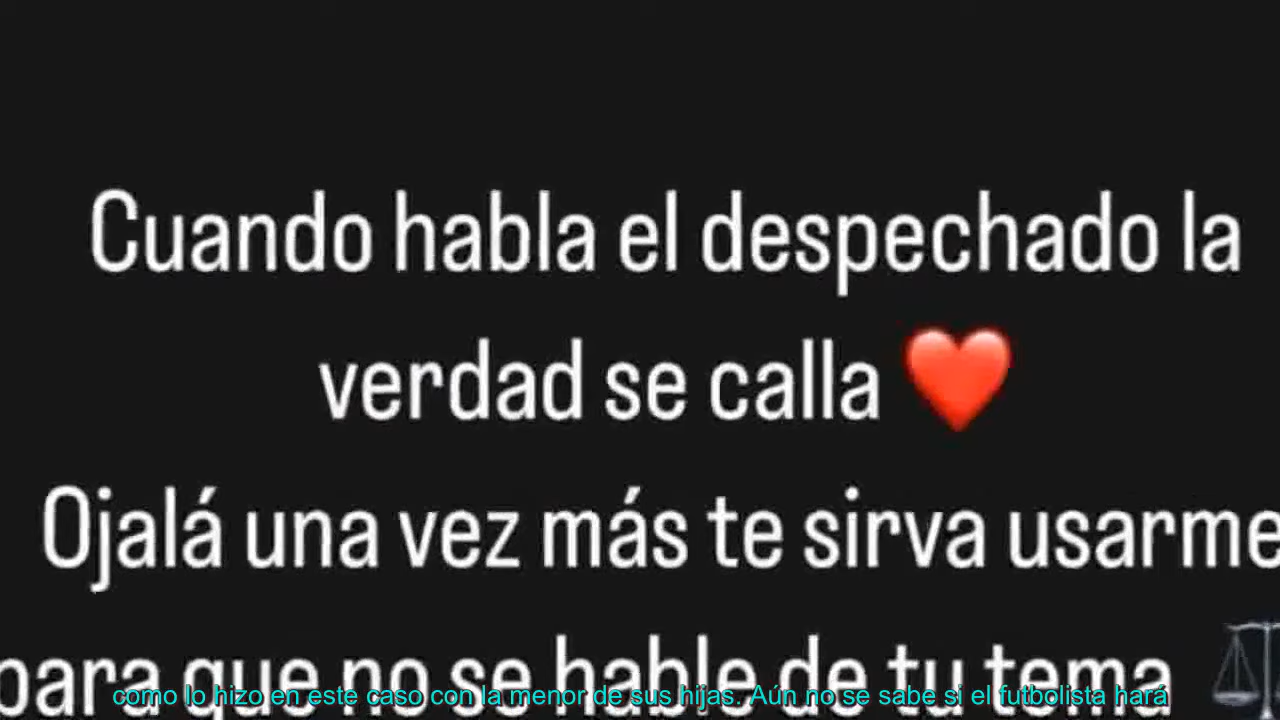 Cuando habla el despechado la
verdad se calla ❤️
Ojalá una vez más te sirva usarme
para que no se hable de tu tema ⚖️
como lo hizo en este caso con la menor de sus hijas. Aún no se sabe si el futbolista hará